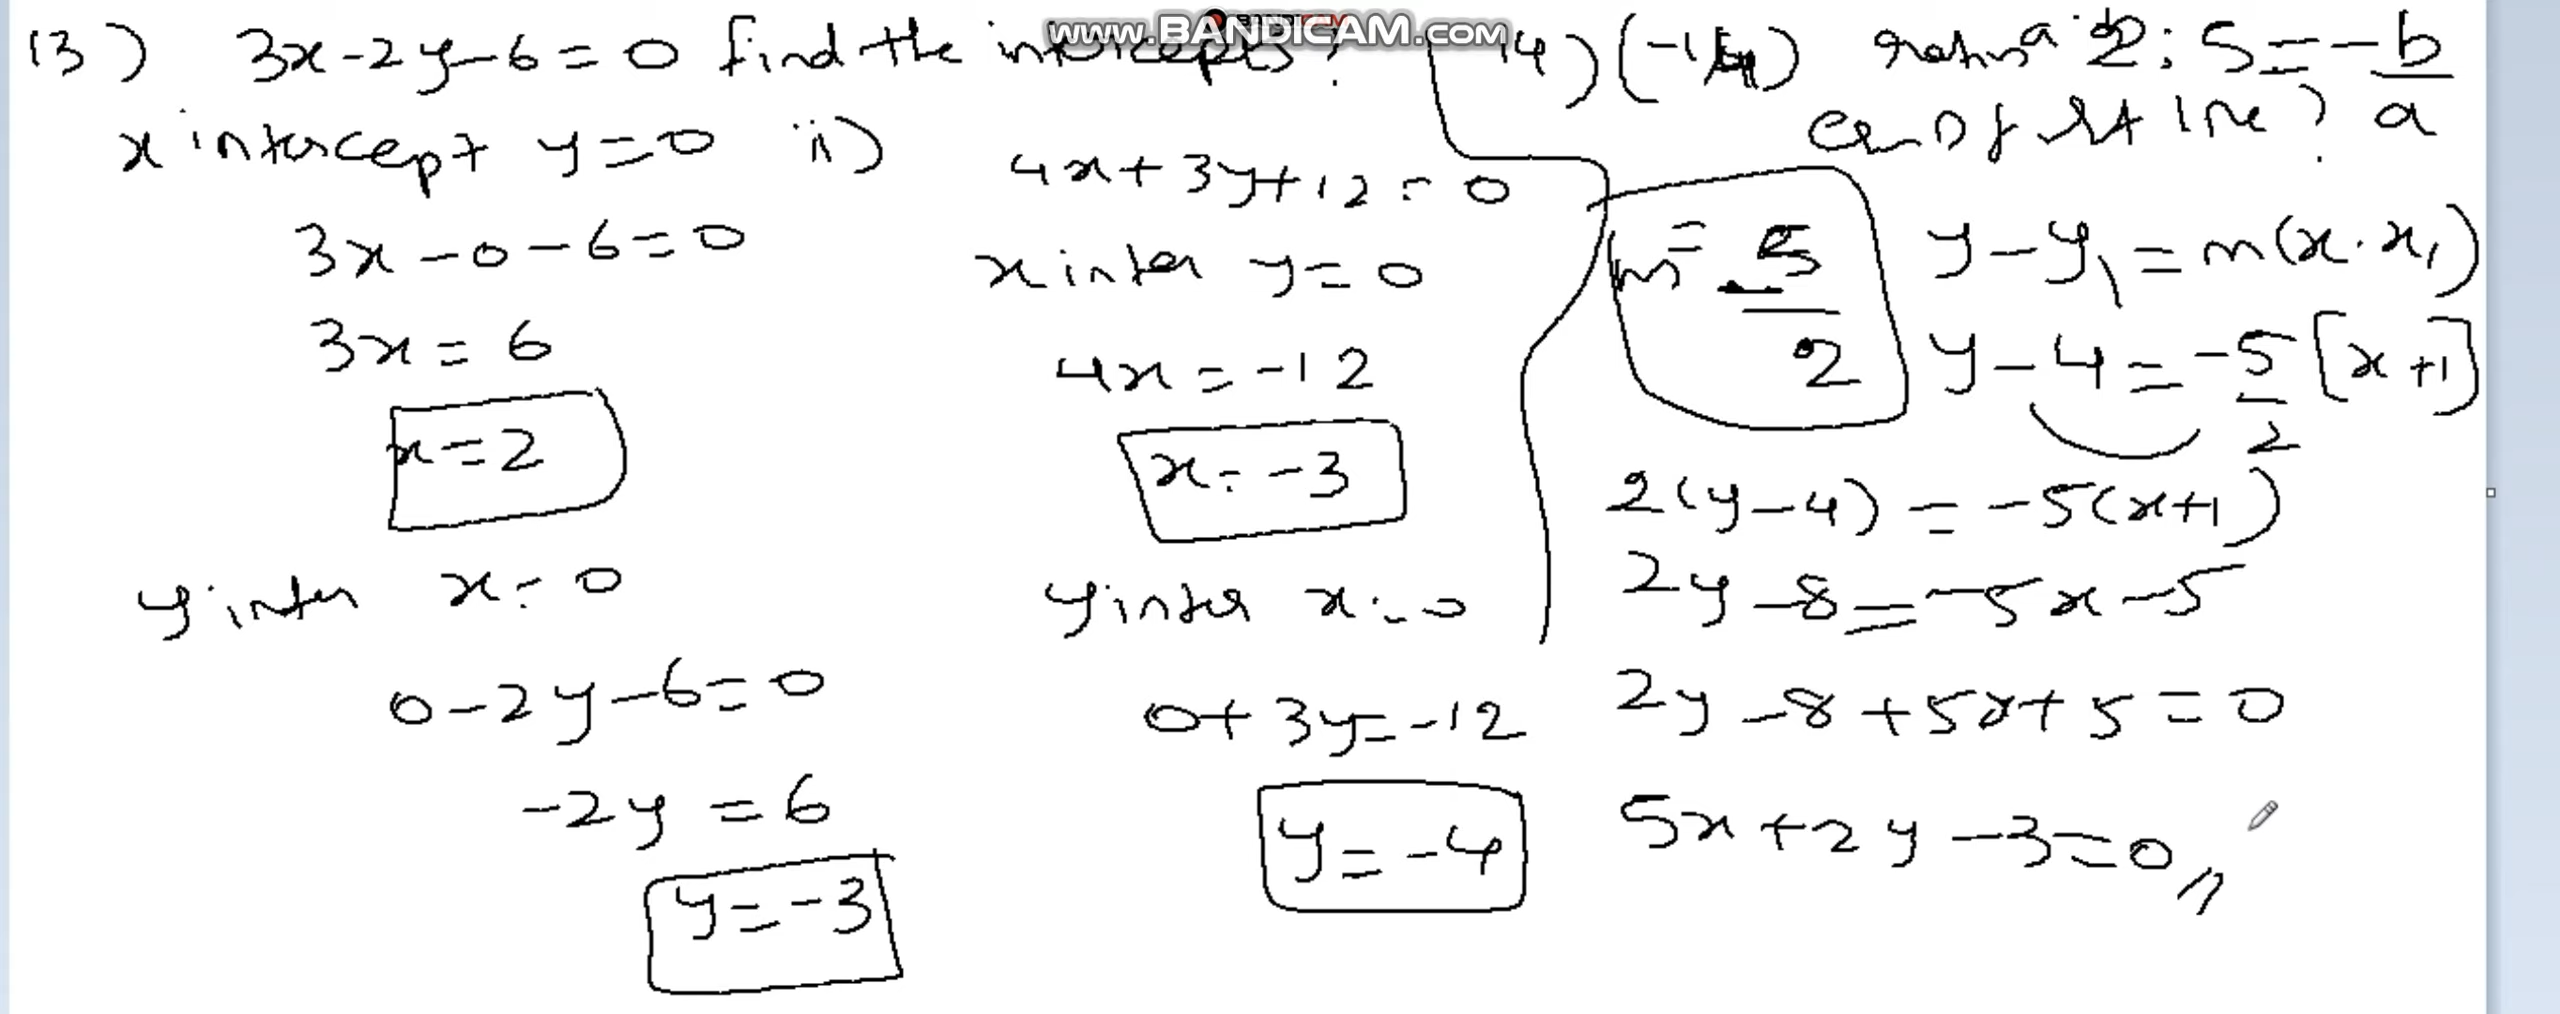 www.BANDICAM.com
13) 3x-2y-6=0 find the intercepts?
x intercept y=0
3x-0-6=0
3x=6
x=2
y inter x=0
0-2y-6=0
-2y=6
y=-3
ii) 4x+3y+12=0
x inter y=0
4x=-12
x=-3
y inter x=0
0+3y=-12
y=-4
14) a b 2:5 = -b/a
of line?
m = -5/2
y-y₁=m(x-x₁)
y-4=-5/2[x+1]
2(y-4)=-5(x+1)
2y-8=-5x-5
2y-8+5x+5=0
5x+2y-3=0